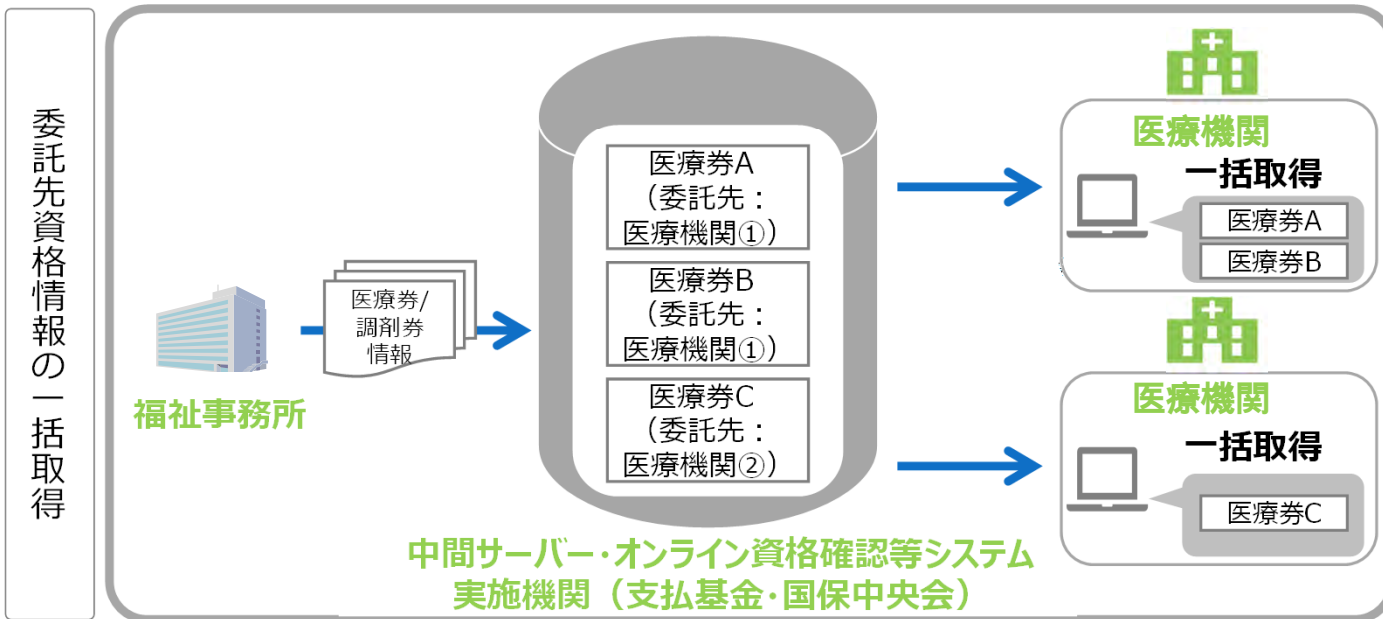 委託先資格情報の一括取得
福祉事務所
医療券/
調剤券
情報
医療券A
（委託先：
医療機関①）
医療券B
（委託先：
医療機関①）
医療券C
（委託先：
医療機関②）
中間サーバー・オンライン資格確認等システム
実施機関（支払基金・国保中央会）
医療機関
一括取得
医療券A
医療券B
医療機関
一括取得
医療券C